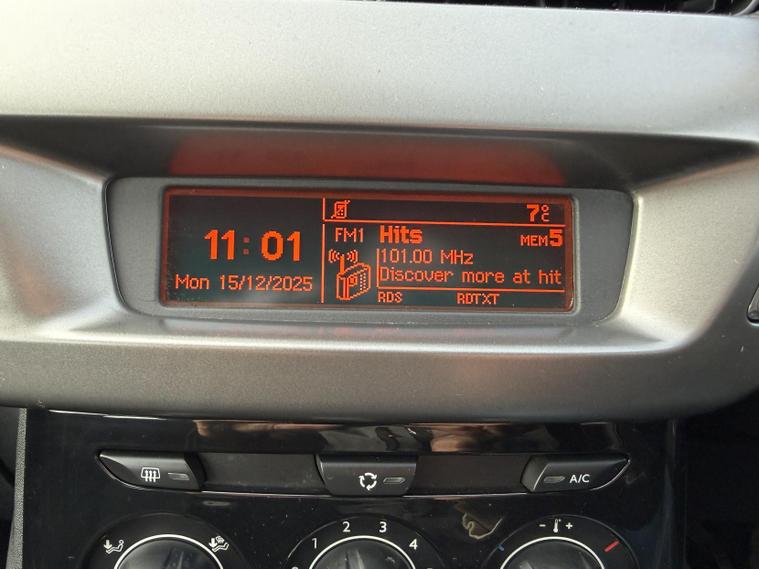 7°C
11:01
Mon 15/12/2025
FM1 Hits MEM5
101.00 MHz
Discover more at hit
RDS RDTXT
A/C
0 1 2 3 4
- +